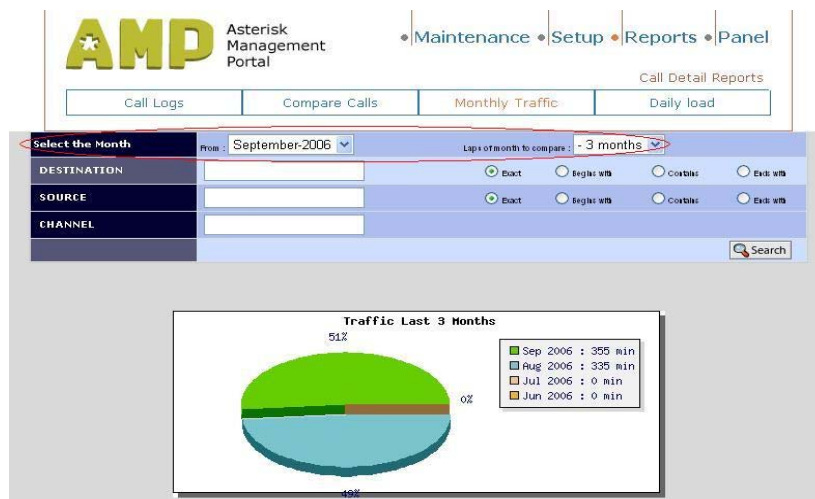 AMP Asterisk
Management
Portal
Maintenance Setup Reports Panel
Call Detail Reports
Call Logs Compare Calls Monthly Traffic Daily load
Select the Month From : September-2006 Laps of month to compare : - 3 months
DESTINATION Exact Begins with Contains Ends with
SOURCE Exact Begins with Contains Ends with
CHANNEL
Search
Traffic Last 3 Months
51%
Sep 2006 : 355 min
Aug 2006 : 335 min
Jul 2006 : 0 min
Jun 2006 : 0 min
0%
49%